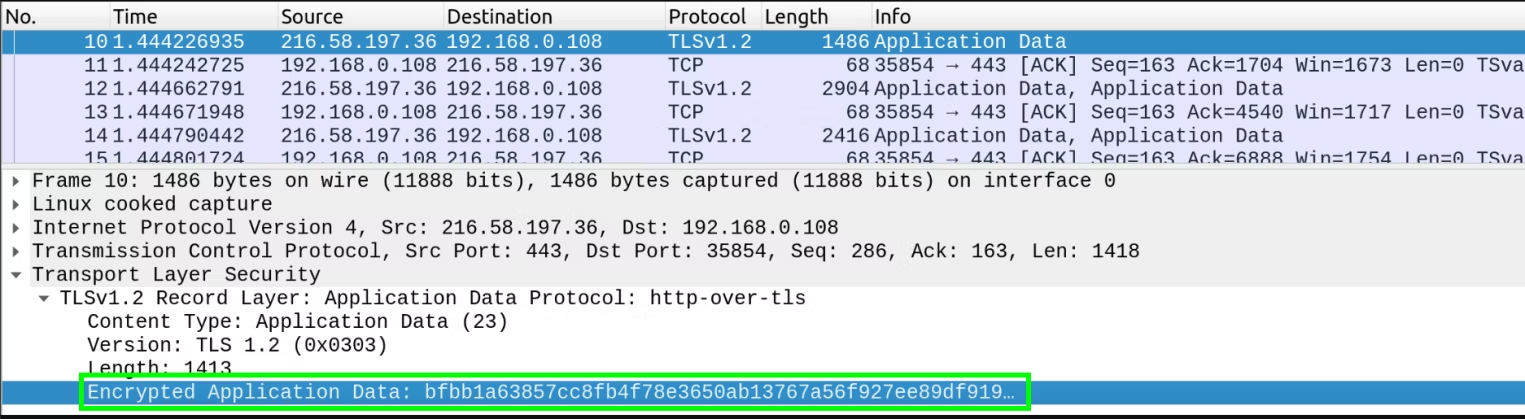 No. Time Source Destination Protocol Length Info
10 1.444226935 216.58.197.36 192.168.0.108 TLSv1.2 1486 Application Data
11 1.444242725 192.168.0.108 216.58.197.36 TCP 68 35854 → 443 [ACK] Seq=163 Ack=1704 Win=1673 Len=0 TSva
12 1.444662791 216.58.197.36 192.168.0.108 TLSv1.2 2904 Application Data, Application Data
13 1.444671948 192.168.0.108 216.58.197.36 TCP 68 35854 → 443 [ACK] Seq=163 Ack=4540 Win=1717 Len=0 TSva
14 1.444790442 216.58.197.36 192.168.0.108 TLSv1.2 2416 Application Data, Application Data
15 1.444801724 192.168.0.108 216.58.197.36 TCP 68 35854 → 443 [ACK] Seq=163 Ack=6888 Win=1754 Len=0 TSva
Frame 10: 1486 bytes on wire (11888 bits), 1486 bytes captured (11888 bits) on interface 0
Linux cooked capture
Internet Protocol Version 4, Src: 216.58.197.36, Dst: 192.168.0.108
Transmission Control Protocol, Src Port: 443, Dst Port: 35854, Seq: 286, Ack: 163, Len: 1418
Transport Layer Security
TLSv1.2 Record Layer: Application Data Protocol: http-over-tls
Content Type: Application Data (23)
Version: TLS 1.2 (0x0303)
Length: 1413
Encrypted Application Data: bfbb1a63857cc8fb4f78e3650ab13767a56f927ee89df919…